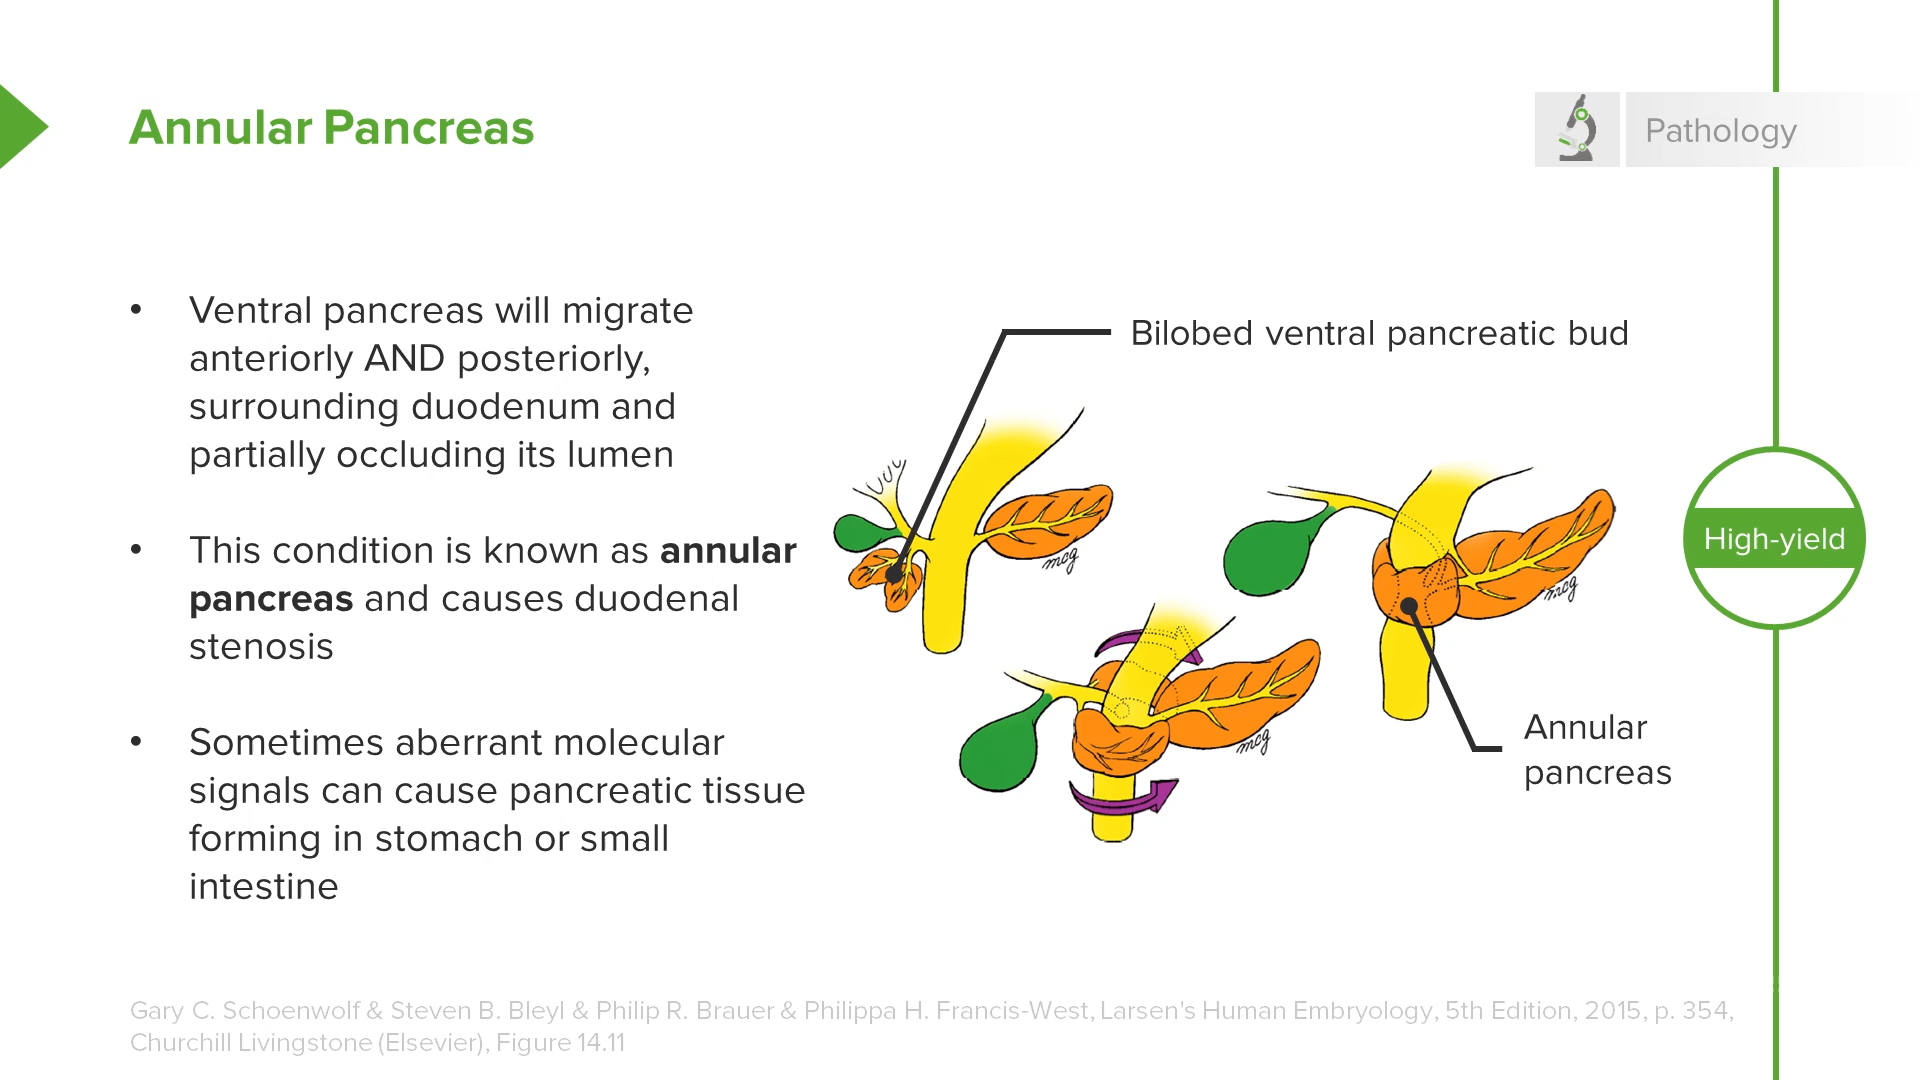 Annular Pancreas
Pathology
• Ventral pancreas will migrate
anteriorly AND posteriorly,
surrounding duodenum and
partially occluding its lumen
• This condition is known as annular
pancreas and causes duodenal
stenosis
• Sometimes aberrant molecular
signals can cause pancreatic tissue
forming in stomach or small
intestine
Bilobed ventral pancreatic bud
mcg
mcg
mcg
Annular
pancreas
High-yield
Gary C. Schoenwolf & Steven B. Bleyl & Philip R. Brauer & Philippa H. Francis-West, Larsen's Human Embryology, 5th Edition, 2015, p. 354,
Churchill Livingstone (Elsevier), Figure 14.11